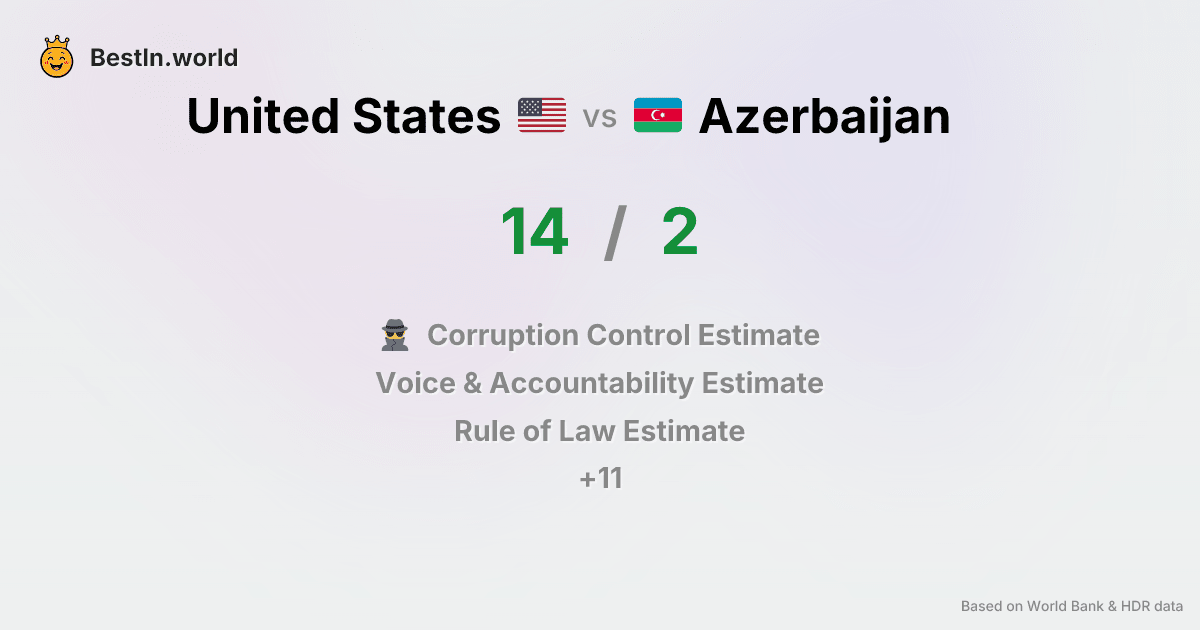 BestIn.world
United States vs Azerbaijan
14 / 2
Corruption Control Estimate
Voice & Accountability Estimate
Rule of Law Estimate
+11
Based on World Bank & HDR data